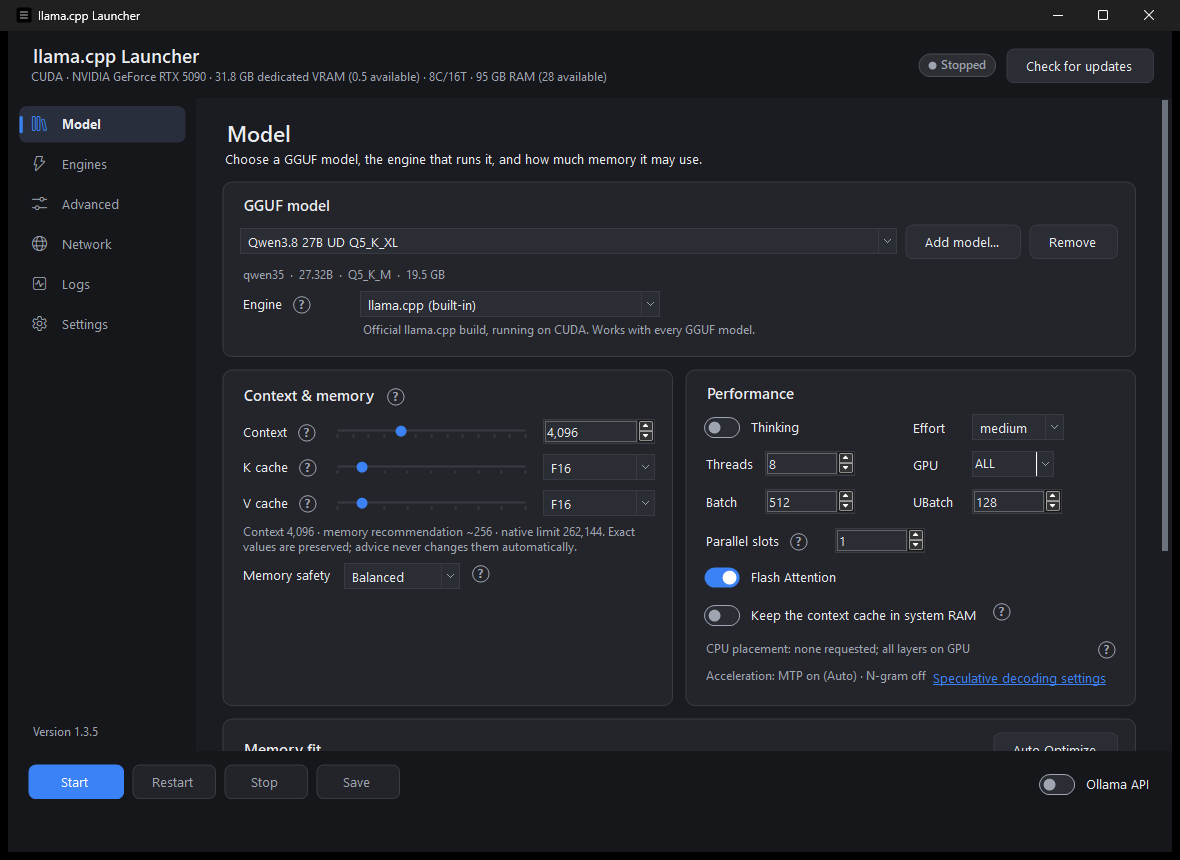 llama.cpp Launcher
llama.cpp Launcher
CUDA · NVIDIA GeForce RTX 5090 · 31.8 GB dedicated VRAM (0.5 available) · 8C/16T · 95 GB RAM (28 available)
Stopped
Check for updates
Model
Engines
Advanced
Network
Logs
Settings
Version 1.3.5
Model
Choose a GGUF model, the engine that runs it, and how much memory it may use.
GGUF model
Qwen3.8 27B UD Q5_K_XL
Add model...
Remove
qwen35 · 27.32B · Q5_K_M · 19.5 GB
Engine ?
llama.cpp (built-in)
Official llama.cpp build, running on CUDA. Works with every GGUF model.
Context & memory ?
Context ? 4,096
K cache ? F16
V cache ? F16
Context 4,096 · memory recommendation ~256 · native limit 262,144. Exact
values are preserved; advice never changes them automatically.
Memory safety Balanced ?
Performance
Thinking Effort medium
Threads 8 GPU ALL
Batch 512 UBatch 128
Parallel slots ? 1
Flash Attention
Keep the context cache in system RAM ?
CPU placement: none requested; all layers on GPU ?
Acceleration: MTP on (Auto) · N-gram off Speculative decoding settings
Memory fit
Auto Optimize
Start
Restart
Stop
Save
Ollama API